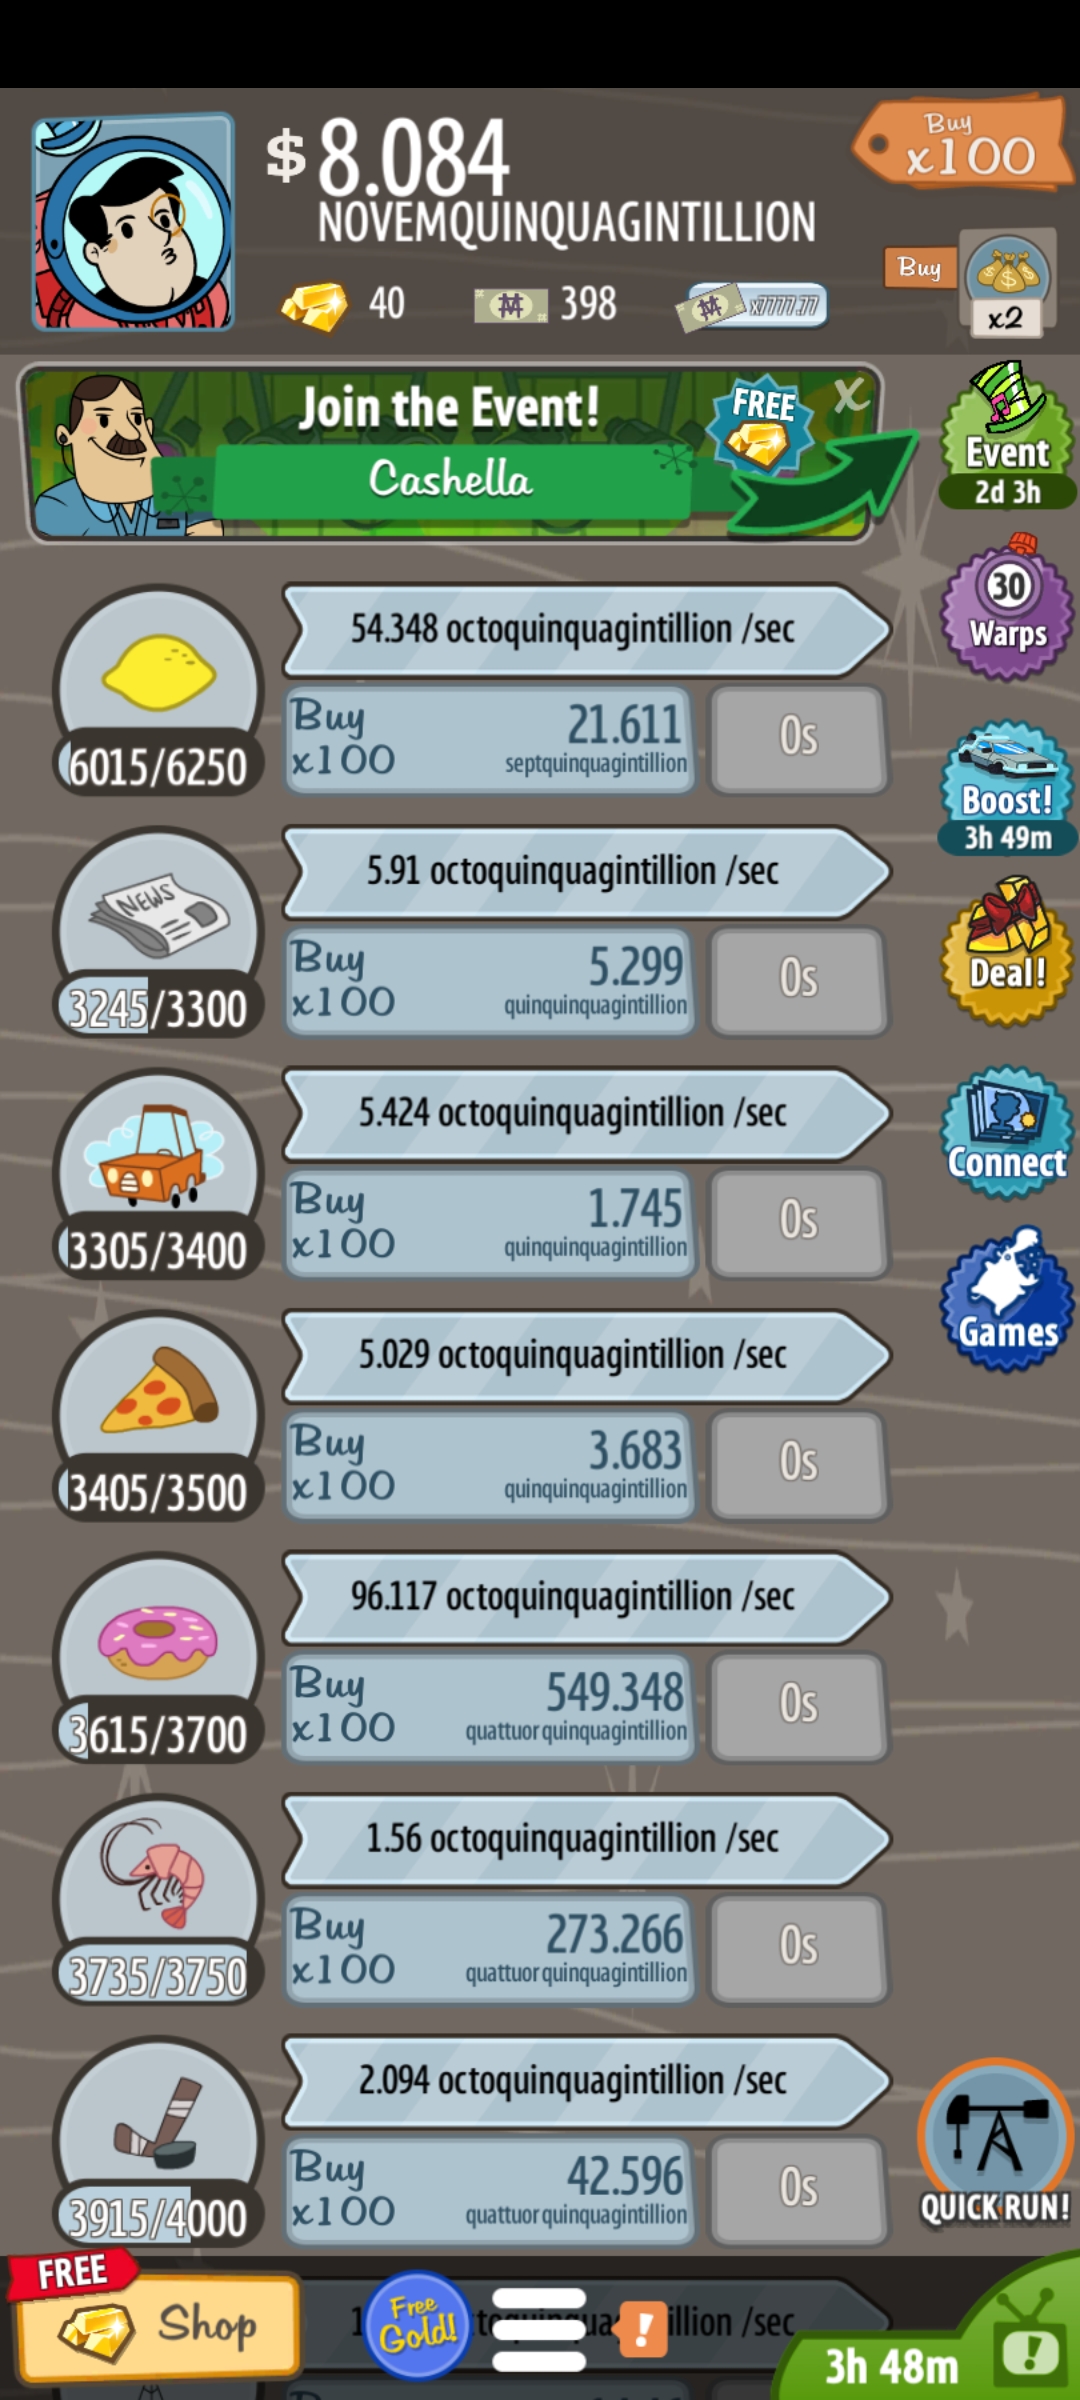 $ 8.084
NOVEMQUINQUAGINTILLION
Buy
x100
40
398
x7777.77
Buy
x2
Join the Event!
Cashella
FREE
X
Event
2d 3h
30
Warps
Boost!
3h 49m
Deal!
Connect
Games
54.348 octoquinquagintillion /sec
Buy
x100
21.611
septquinquagintillion
0s
6015/6250
NEWS
5.91 octoquinquagintillion /sec
Buy
x100
5.299
quinquinquagintillion
0s
3245/3300
5.424 octoquinquagintillion /sec
Buy
x100
1.745
quinquinquagintillion
0s
3305/3400
5.029 octoquinquagintillion /sec
Buy
x100
3.683
quinquinquagintillion
0s
3405/3500
96.117 octoquinquagintillion /sec
Buy
x100
549.348
quattuorquinquagintillion
0s
3615/3700
1.56 octoquinquagintillion /sec
Buy
x100
273.266
quattuorquinquagintillion
0s
3735/3750
2.094 octoquinquagintillion /sec
Buy
x100
42.596
quattuorquinquagintillion
0s
3915/4000
QUICK RUN!
FREE
Shop
Free
Gold!
!
/sec
3h 48m
!